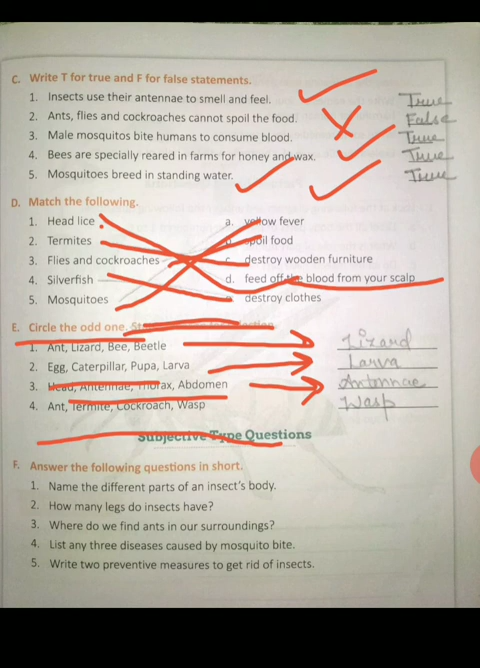 C. Write T for true and F for false statements.
1. Insects use their antennae to smell and feel. True
2. Ants, flies and cockroaches cannot spoil the food. False
3. Male mosquitos bite humans to consume blood. True
4. Bees are specially reared in farms for honey and wax. True
5. Mosquitoes breed in standing water. True
D. Match the following.
1. Head lice a. yellow fever
2. Termites b. spoil food
3. Flies and cockroaches c. destroy wooden furniture
4. Silverfish d. feed off the blood from your scalp
5. Mosquitoes e. destroy clothes
E. Circle the odd one.
1. Ant, Lizard, Bee, Beetle Lizard
2. Egg, Caterpillar, Pupa, Larva Larva
3. Head, Antennae, Thorax, Abdomen Antennae
4. Ant, Termite, Cockroach, Wasp Wasp
Subjective Type Questions
F. Answer the following questions in short.
1. Name the different parts of an insect's body.
2. How many legs do insects have?
3. Where do we find ants in our surroundings?
4. List any three diseases caused by mosquito bite.
5. Write two preventive measures to get rid of insects.